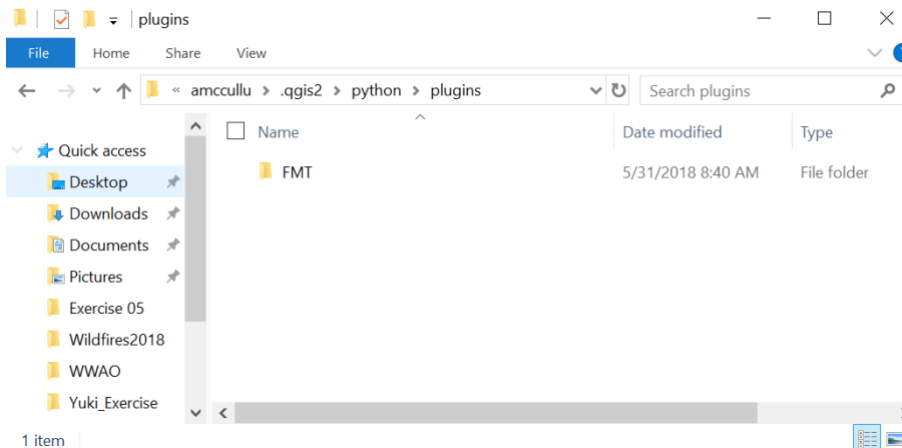 plugins
File Home Share View
« amccullu > .qgis2 > python > plugins Search plugins
Name Date modified Type
Quick access
FMT 5/31/2018 8:40 AM File folder
Desktop
Downloads
Documents
Pictures
Exercise 05
Wildfires2018
WWAO
Yuki_Exercise
1 item